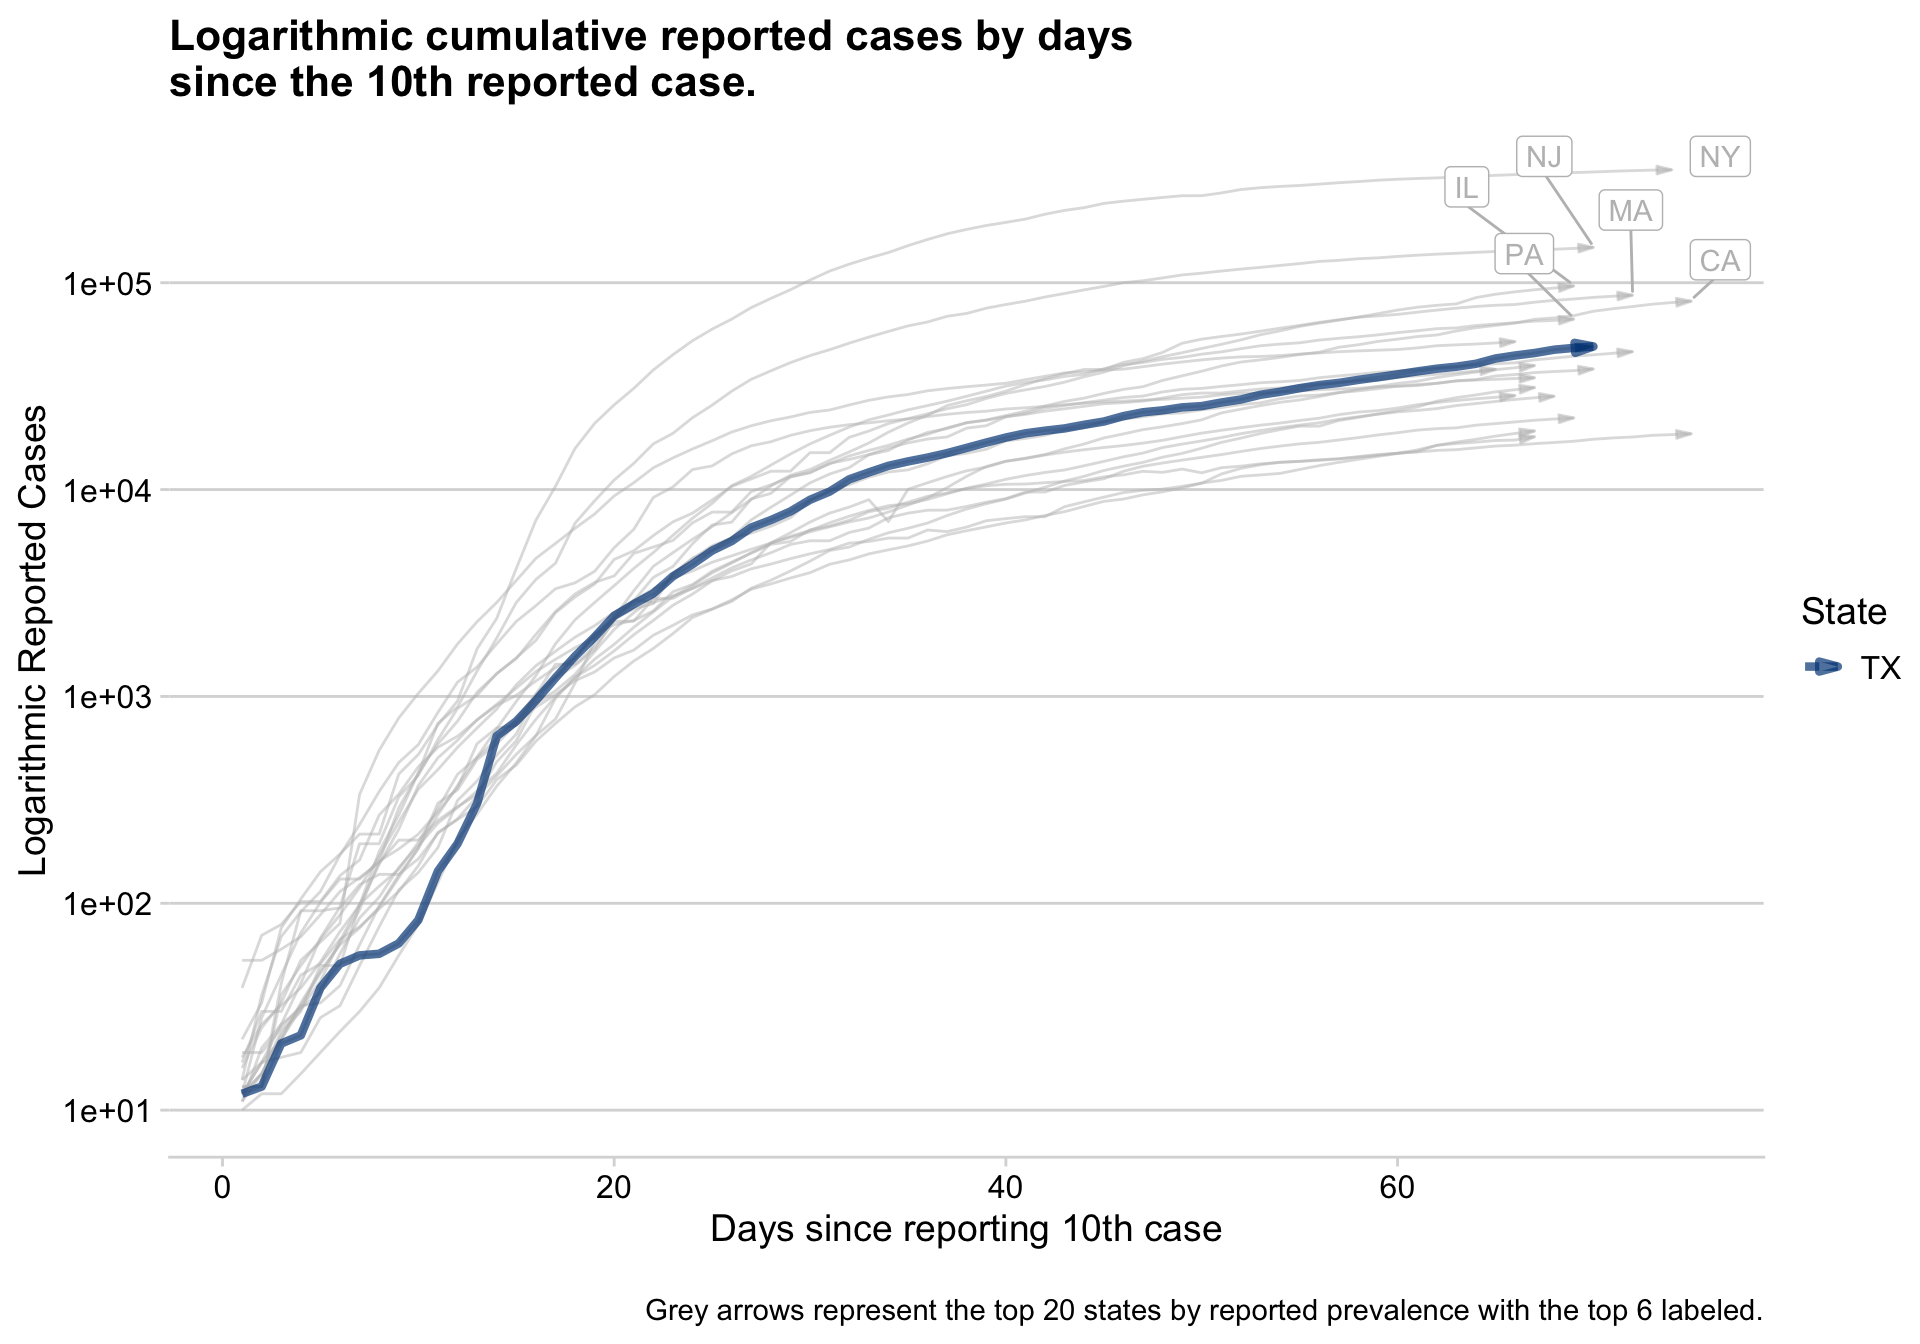 Logarithmic cumulative reported cases by days
since the 10th reported case.
NJ
NY
IL
MA
PA
CA
1e+05
1e+04
1e+03
1e+02
1e+01
Logarithmic Reported Cases
State
TX
0 20 40 60
Days since reporting 10th case
Grey arrows represent the top 20 states by reported prevalence with the top 6 labeled.